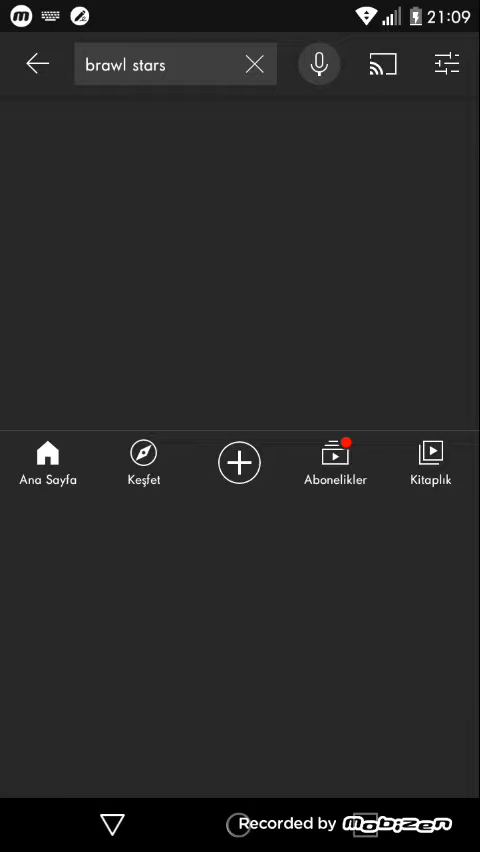 21:09
brawl stars
Ana Sayfa
Keşfet
Abonelikler
Kitaplık
Recorded by mobizen